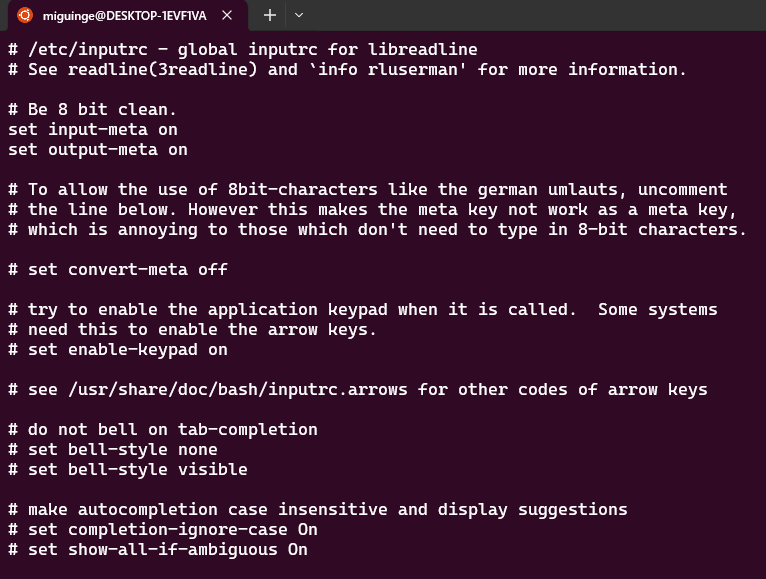 miguinge@DESKTOP-1EVF1VA
# /etc/inputrc - global inputrc for libreadline
# See readline(3readline) and `info rluserman' for more information.
# Be 8 bit clean.
set input-meta on
set output-meta on
# To allow the use of 8bit-characters like the german umlauts, uncomment
# the line below. However this makes the meta key not work as a meta key,
# which is annoying to those which don't need to type in 8-bit characters.
# set convert-meta off
# try to enable the application keypad when it is called.  Some systems
# need this to enable the arrow keys.
# set enable-keypad on
# see /usr/share/doc/bash/inputrc.arrows for other codes of arrow keys
# do not bell on tab-completion
# set bell-style none
# set bell-style visible
# make autocompletion case insensitive and display suggestions
# set completion-ignore-case On
# set show-all-if-ambiguous On